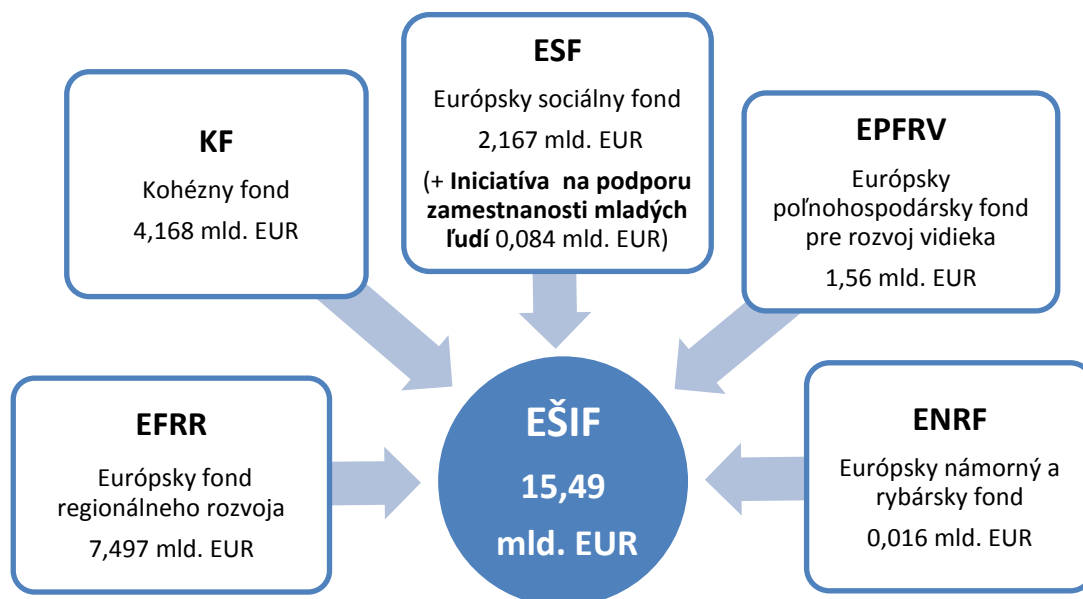 ESF
Európsky sociálny fond
2,167 mld. EUR
(+ Iniciatíva na podporu
zamestnanosti mladých
ľudí 0,084 mld. EUR)
KF
Kohézny fond
4,168 mld. EUR
EPFRV
Európsky
poľnohospodársky fond
pre rozvoj vidieka
1,56 mld. EUR
EFRR
Európsky fond
regionálneho rozvoja
7,497 mld. EUR
EŠIF
15,49
mld. EUR
ENRF
Európsky námorný a
rybársky fond
0,016 mld. EUR